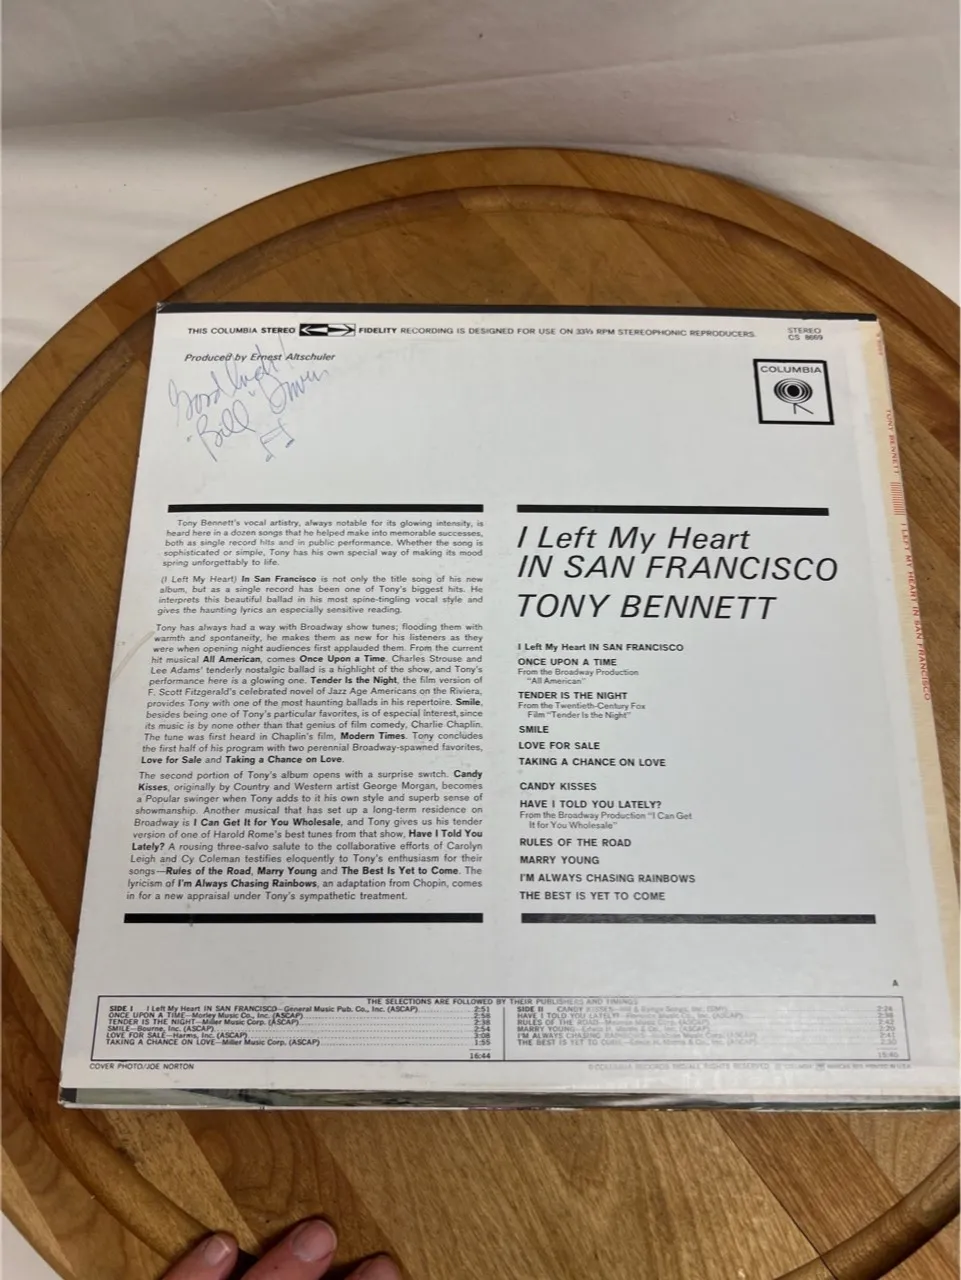 THIS COLUMBIA STEREO FIDELITY RECORDING IS DESIGNED FOR USE ON 33⅓ RPM STEREOPHONIC REPRODUCERS.
STEREO
CS 8669
Produced by Ernest Altschuler
Good luck!
"Bill"
COLUMBIA
Tony Bennett's vocal artistry, always notable for its glowing intensity, is
heard here in a dozen songs that he helped make into memorable successes,
both as single record hits and in public performance. Whether the song is
sophisticated or simple, Tony has his own special way of making its mood
spring unforgettably to life.
(I Left My Heart) In San Francisco is not only the title song of his new
album, but as a single record has been one of Tony's biggest hits. He
interprets this beautiful ballad in his most spine-tingling vocal style and
gives the haunting lyrics an especially sensitive reading.
Tony has always had a way with Broadway show tunes; flooding them with
warmth and spontaneity, he makes them as new for his listeners as they
were when opening night audiences first applauded them. From the current
hit musical All American, comes Once Upon a Time. Charles Strouse and
Lee Adams' tenderly nostalgic ballad is a highlight of the show, and Tony's
performance here is a glowing one. Tender Is the Night, the film version of
F. Scott Fitzgerald's celebrated novel of Jazz Age Americans on the Riviera,
provides Tony with one of the most haunting ballads in his repertoire. Smile,
besides being one of Tony's particular favorites, is of especial interest, since
its music is by none other than that genius of film comedy, Charlie Chaplin.
The tune was first heard in Chaplin's film, Modern Times. Tony concludes
the first half of his program with two perennial Broadway-spawned favorites,
Love for Sale and Taking a Chance on Love.
The second portion of Tony's album opens with a surprise switch. Candy
Kisses, originally by Country and Western artist George Morgan, becomes
a Popular swinger when Tony adds to it his own style and superb sense of
showmanship. Another musical that has set up a long-term residence on
Broadway is I Can Get It for You Wholesale, and Tony gives us his tender
version of one of Harold Rome's best tunes from that show, Have I Told You
Lately? A rousing three-salvo salute to the collaborative efforts of Carolyn
Leigh and Cy Coleman testifies eloquently to Tony's enthusiasm for their
songs—Rules of the Road, Marry Young and The Best Is Yet to Come. The
lyricism of I'm Always Chasing Rainbows, an adaptation from Chopin, comes
in for a new appraisal under Tony's sympathetic treatment.
I Left My Heart
IN SAN FRANCISCO
TONY BENNETT
I Left My Heart IN SAN FRANCISCO
ONCE UPON A TIME
From the Broadway Production
"All American"
TENDER IS THE NIGHT
From the Twentieth-Century Fox
Film "Tender Is the Night"
SMILE
LOVE FOR SALE
TAKING A CHANCE ON LOVE
CANDY KISSES
HAVE I TOLD YOU LATELY?
From the Broadway Production "I Can Get
It for You Wholesale"
RULES OF THE ROAD
MARRY YOUNG
I'M ALWAYS CHASING RAINBOWS
THE BEST IS YET TO COME
TONY BENNETT I LEFT MY HEART IN SAN FRANCISCO
A
THE SELECTIONS ARE FOLLOWED BY THEIR PUBLISHERS AND TIMINGS
SIDE I I Left My Heart IN SAN FRANCISCO—General Music Pub. Co., Inc. (ASCAP) 2:51
ONCE UPON A TIME—Morley Music Co., Inc. (ASCAP) 2:58
TENDER IS THE NIGHT—Miller Music Corp. (ASCAP) 2:38
SMILE—Bourne, Inc. (ASCAP) 2:54
LOVE FOR SALE—Harms, Inc. (ASCAP) 3:08
TAKING A CHANCE ON LOVE—Miller Music Corp. (ASCAP) 1:55
16:44
SIDE II CANDY KISSES
HAVE I TOLD YOU LATELY? (ASCAP)
RULES OF THE ROAD
MARRY YOUNG
I'M ALWAYS CHASING
THE BEST IS YET TO COME
COVER PHOTO/JOE NORTON